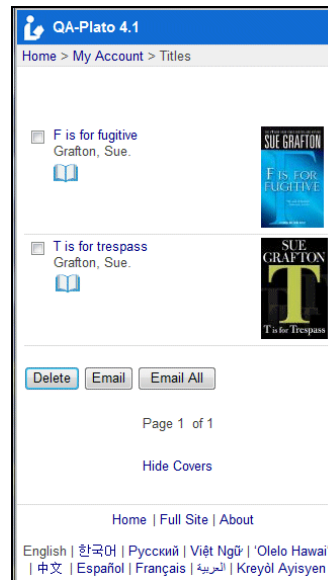 QA-Plato 4.1
Home > My Account > Titles
F is for fugitive
Grafton, Sue.
SUE GRAFTON
F IS FOR
FUGITIVE
T is for trespass
Grafton, Sue.
SUE
GRAFTON
T
T is for Trespass
Delete Email Email All
Page 1 of 1
Hide Covers
Home | Full Site | About
English | 한국어 | Русский | Việt Ngữ | 'Olelo Hawai'
| 中文 | Español | Français | العربية | Kreyòl Ayisyen